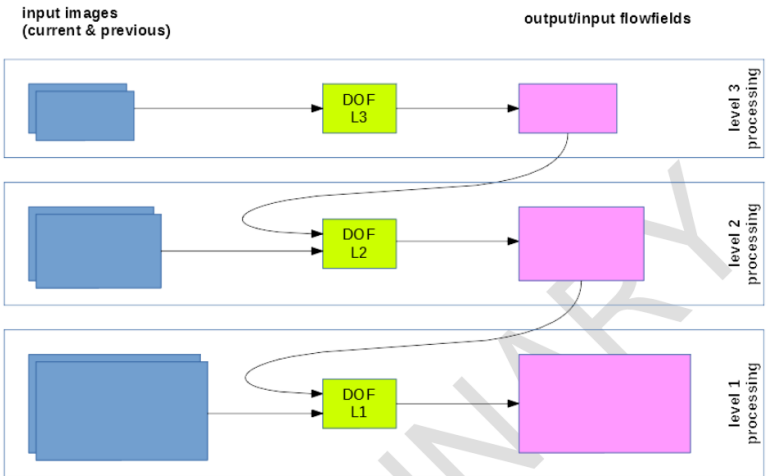 input images
(current & previous)
output/input flowfields
DOF
L3
level 3
processing
DOF
L2
level 2
processing
DOF
L1
level 1
processing